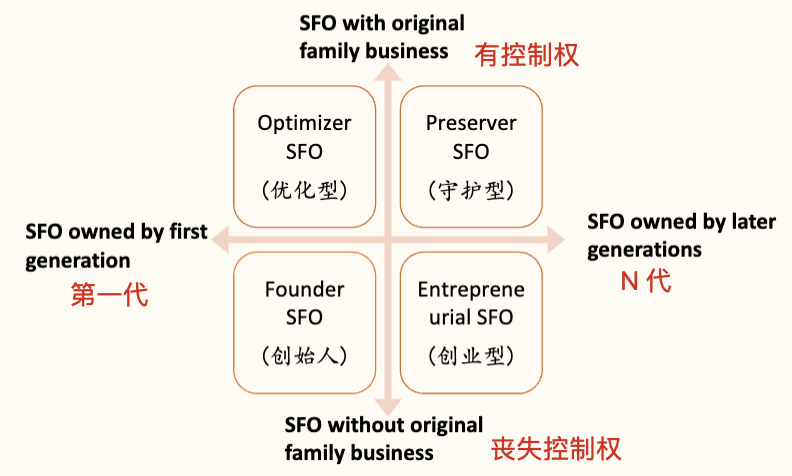 SFO with original
family business
有控制权
Optimizer
SFO
(优化型)
Preserver
SFO
(守护型)
SFO owned by first
generation
第一代
SFO owned by later
generations
N 代
Founder
SFO
(创始人)
Entreprene
urial SFO
(创业型)
SFO without original
family business
丧失控制权